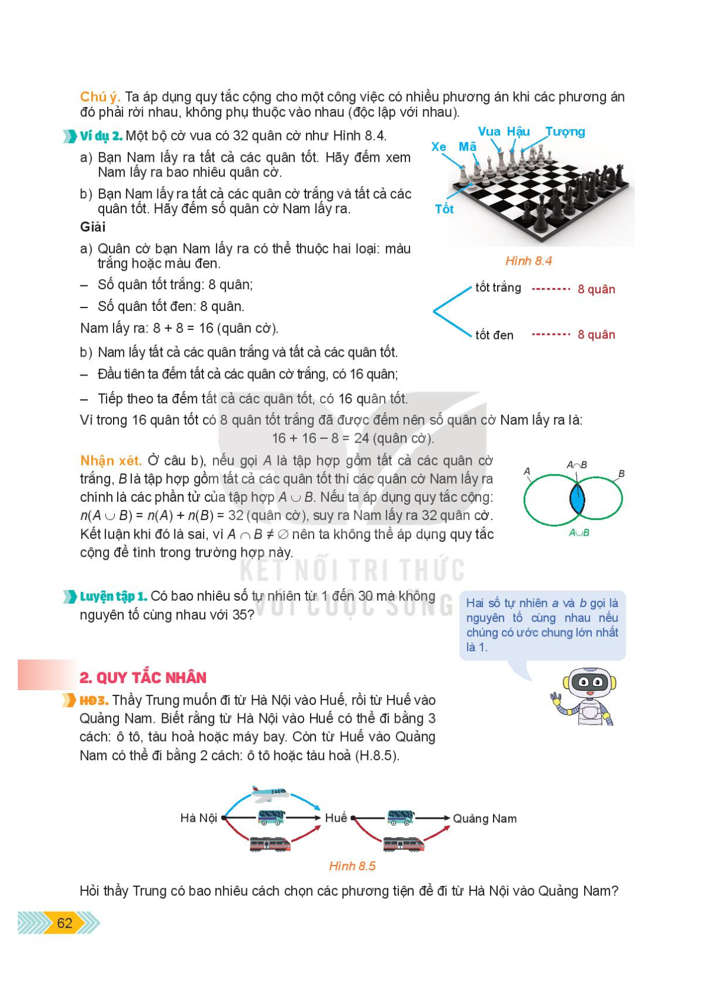 Chú ý. Ta áp dụng quy tắc cộng cho một công việc có nhiều phương án khi các phương án
đó phải rời nhau, không phụ thuộc vào nhau (độc lập với nhau).
Ví dụ 2. Một bộ cờ vua có 32 quân cờ như Hình 8.4.
a) Bạn Nam lấy ra tất cả các quân tốt. Hãy đếm xem
Nam lấy ra bao nhiêu quân cờ.
b) Bạn Nam lấy ra tất cả các quân cờ trắng và tất cả các
quân tốt. Hãy đếm số quân cờ Nam lấy ra.
Vua Hậu Tượng
Xe Mã
Tốt
Hình 8.4
Giải
a) Quân cờ bạn Nam lấy ra có thể thuộc hai loại: màu
trắng hoặc màu đen.
– Số quân tốt trắng: 8 quân;
– Số quân tốt đen: 8 quân.
Nam lấy ra: 8 + 8 = 16 (quân cờ).
tốt trắng 8 quân
tốt đen 8 quân
b) Nam lấy tất cả các quân trắng và tất cả các quân tốt.
– Đầu tiên ta đếm tất cả các quân cờ trắng, có 16 quân;
– Tiếp theo ta đếm tất cả các quân tốt, có 16 quân tốt.
Vì trong 16 quân tốt có 8 quân tốt trắng đã được đếm nên số quân cờ Nam lấy ra là:
16 + 16 – 8 = 24 (quân cờ).
Nhận xét. Ở câu b), nếu gọi A là tập hợp gồm tất cả các quân cờ
trắng, B là tập hợp gồm tất cả các quân tốt thì các quân cờ Nam lấy ra
chính là các phần tử của tập hợp A ∪ B. Nếu ta áp dụng quy tắc cộng:
n(A ∪ B) = n(A) + n(B) = 32 (quân cờ), suy ra Nam lấy ra 32 quân cờ.
Kết luận khi đó là sai, vì A ∩ B ≠ ∅ nên ta không thể áp dụng quy tắc
cộng để tính trong trường hợp này.
A∩B
A B
A∪B
KẾT NỐI TRI THỨC
VỚI CUỘC SỐNG
Luyện tập 1. Có bao nhiêu số tự nhiên từ 1 đến 30 mà không
nguyên tố cùng nhau với 35?
Hai số tự nhiên a và b gọi là
nguyên tố cùng nhau nếu
chúng có ước chung lớn nhất
là 1.
2. QUY TẮC NHÂN
HĐ3. Thầy Trung muốn đi từ Hà Nội vào Huế, rồi từ Huế vào
Quảng Nam. Biết rằng từ Hà Nội vào Huế có thể đi bằng 3
cách: ô tô, tàu hoả hoặc máy bay. Còn từ Huế vào Quảng
Nam có thể đi bằng 2 cách: ô tô hoặc tàu hoả (H.8.5).
Hà Nội Huế Quảng Nam
Hình 8.5
Hỏi thầy Trung có bao nhiêu cách chọn các phương tiện để đi từ Hà Nội vào Quảng Nam?
62